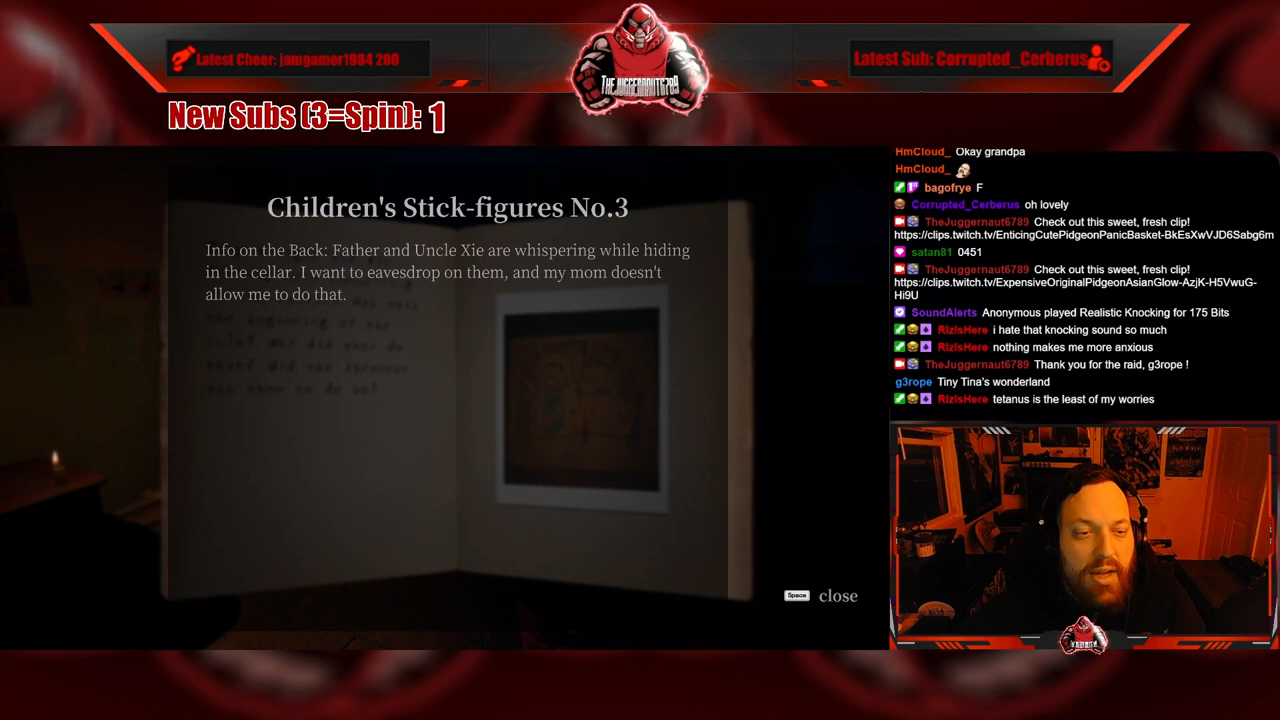 Latest Cheer: jamgamer1984 200
THEJUGGERNAUT6789
Latest Sub: Corrupted_Cerberus
New Subs (3=Spin): 1
Children's Stick-figures No.3
Info on the Back: Father and Uncle Xie are whispering while hiding
in the cellar. I want to eavesdrop on them, and my mom doesn't
allow me to do that.
Space close
HmCloud_ Okay grandpa
HmCloud_
bagofrye F
Corrupted_Cerberus oh lovely
TheJuggernaut6789 Check out this sweet, fresh clip!
https://clips.twitch.tv/EnticingCutePidgeonPanicBasket-BkEsXwVJD6Sabg6m
satan81 0451
TheJuggernaut6789 Check out this sweet, fresh clip!
https://clips.twitch.tv/ExpensiveOriginalPidgeonAsianGlow-AzjK-H5VwuG-
Hi9U
SoundAlerts Anonymous played Realistic Knocking for 175 Bits
RizisHere i hate that knocking sound so much
RizisHere nothing makes me more anxious
TheJuggernaut6789 Thank you for the raid, g3rope !
g3rope Tiny Tina's wonderland
RizisHere tetanus is the least of my worries